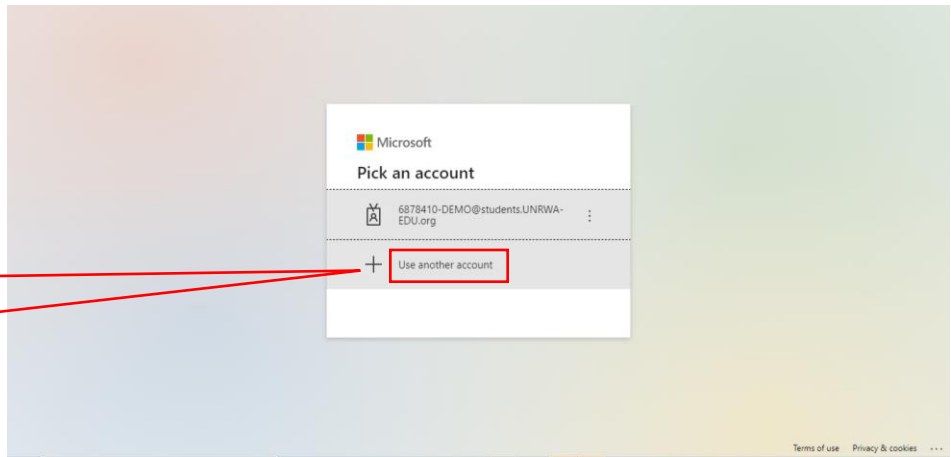 Microsoft
Pick an account
6878410-DEMO@students.UNRWA-
EDU.org
Use another account
Terms of use Privacy & cookies ...